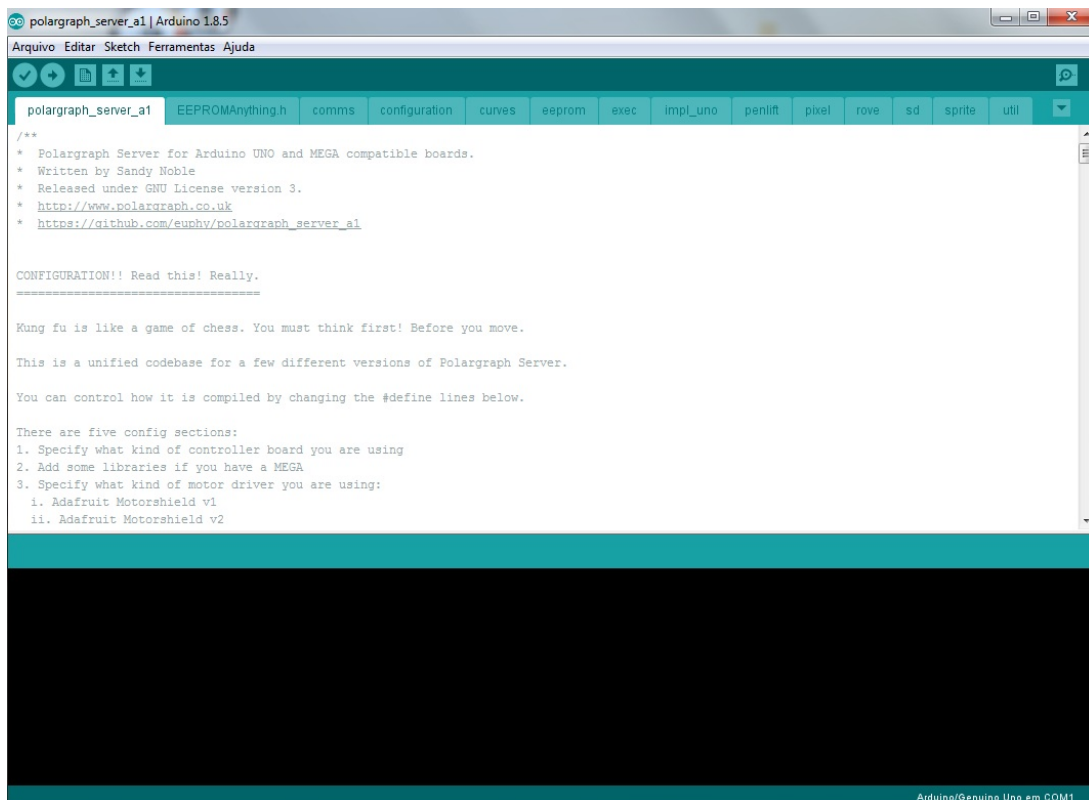 polargraph_server_a1 | Arduino 1.8.5
Arquivo Editar Sketch Ferramentas Ajuda
polargraph_server_a1 EEPROMAnything.h comms configuration curves eeprom exec impl_uno penlift pixel rove sd sprite util
/**
* Polargraph Server for Arduino UNO and MEGA compatible boards.
* Written by Sandy Noble
* Released under GNU License version 3.
* http://www.polargraph.co.uk
* https://github.com/euphy/polargraph_server_a1
CONFIGURATION!! Read this! Really.
==================================
Kung fu is like a game of chess. You must think first! Before you move.
This is a unified codebase for a few different versions of Polargraph Server.
You can control how it is compiled by changing the #define lines below.
There are five config sections:
1. Specify what kind of controller board you are using
2. Add some libraries if you have a MEGA
3. Specify what kind of motor driver you are using:
i. Adafruit Motorshield v1
ii. Adafruit Motorshield v2
Arduino/Genuino Uno em COM1